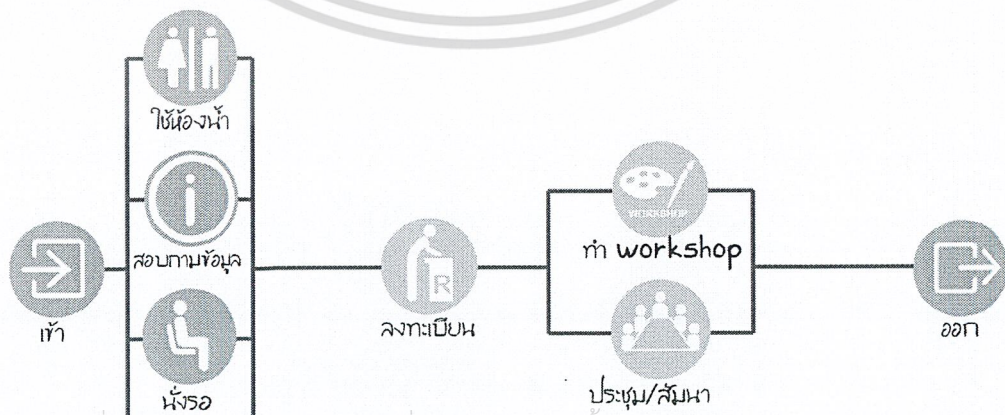 ใช้ห้องน้ำ
สอบถามข้อมูล
เข้า
นั่งรอ
R
ลงทะเบียน
WORKSHOP
ทำ workshop
ประชุม/สัมนา
ออก